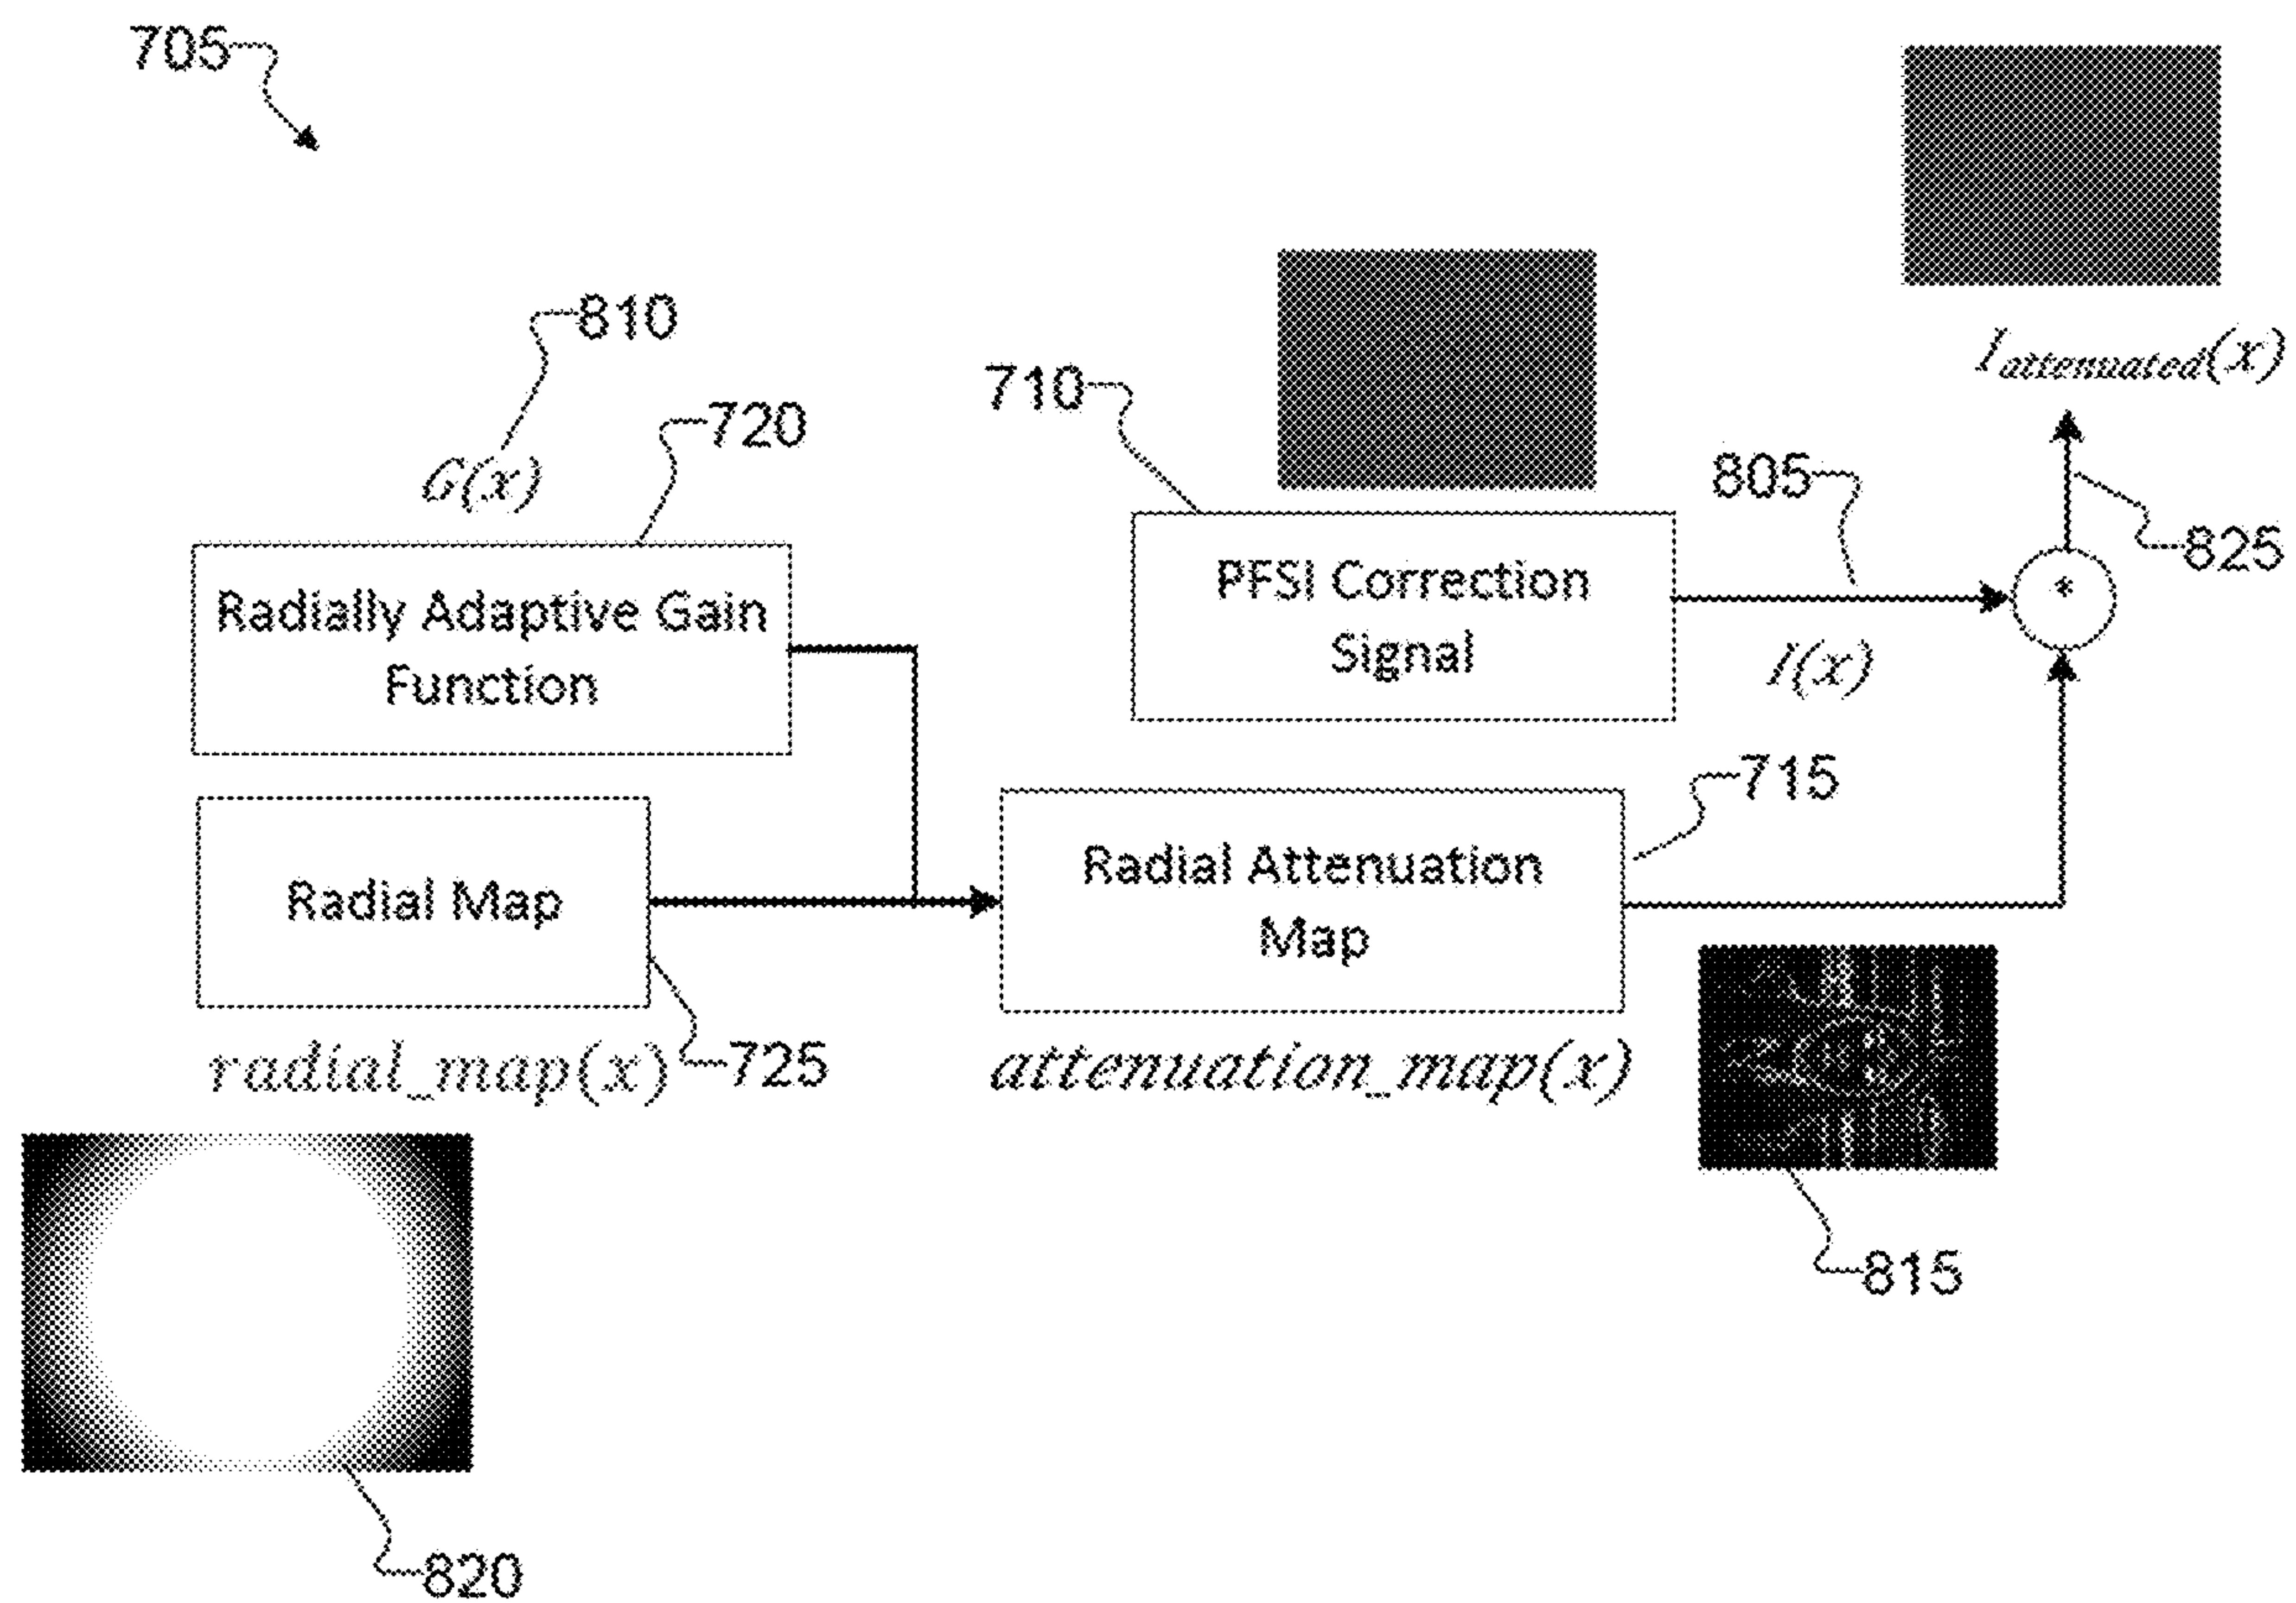 705
810
I_attenuated(x)
710
720
G(x)
805
825
PFSI Correction
Signal
*
Radially Adaptive Gain
Function
I(x)
715
Radial Attenuation
Map
Radial Map
radial_map(x)
725
attenuation_map(x)
815
820